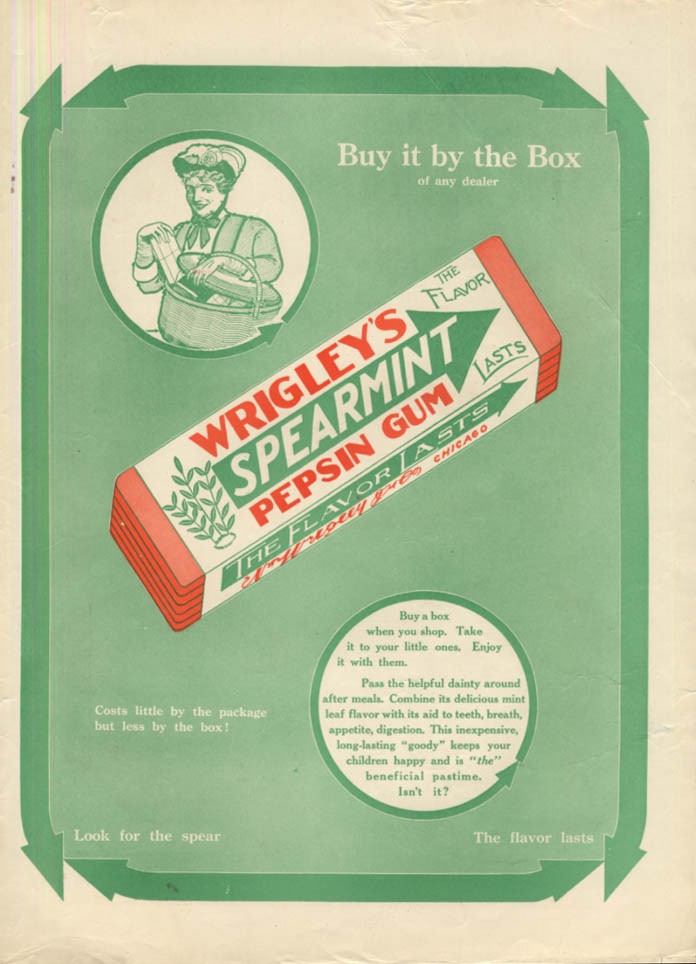 Buy it by the Box
of any dealer
THE
FLAVOR
LASTS
WRIGLEY'S
SPEARMINT
PEPSIN GUM
THE FLAVOR LASTS
Wm Wrigley Jr. Co. CHICAGO
Buy a box
when you shop. Take
it to your little ones. Enjoy
it with them.
Pass the helpful dainty around
after meals. Combine its delicious mint
leaf flavor with its aid to teeth, breath,
appetite, digestion. This inexpensive,
long-lasting "goody" keeps your
children happy and is "the"
beneficial pastime.
Isn't it?
Costs little by the package
but less by the box!
Look for the spear
The flavor lasts